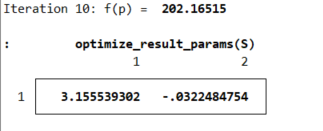 Iteration 10: f(p) = 202.16515
: optimize_result_params(S)
1 2
1 3.155539302 -.0322484754